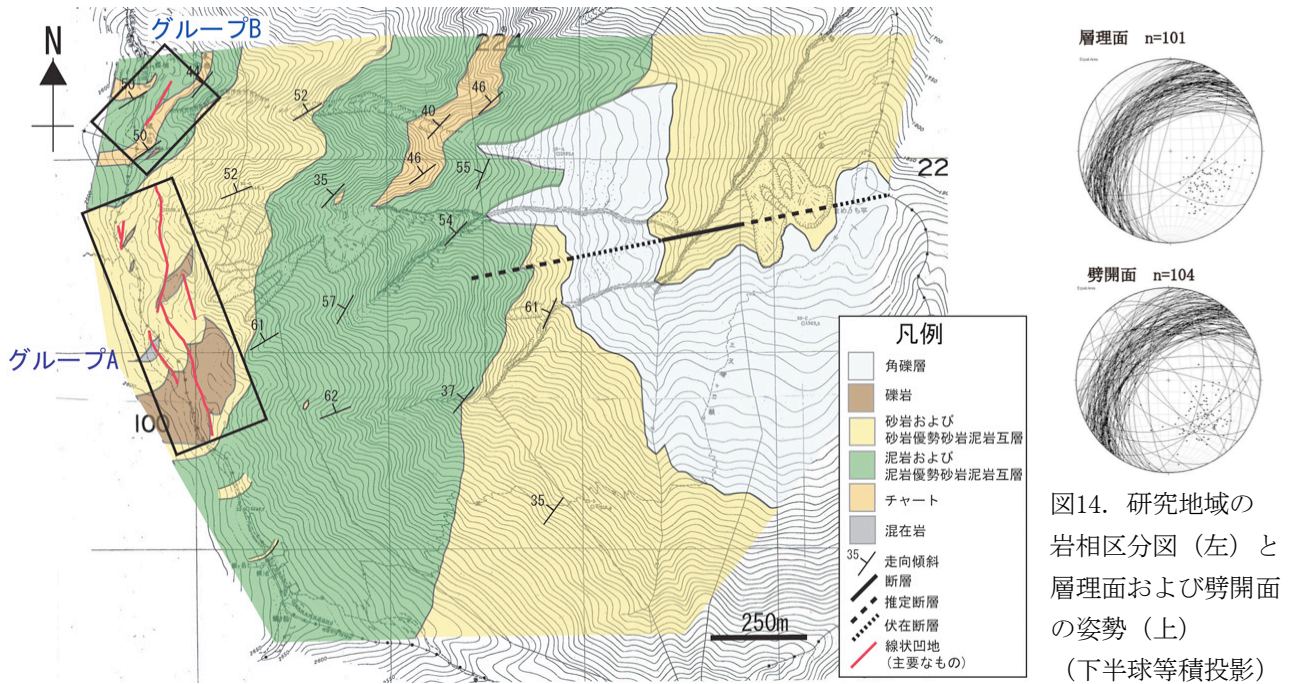 グループB
N
24
50
44
50
52
52
40
46
46
55
35
54
22
57
61
61
グループA
62
37
100
35
250m
凡例
角礫層
礫岩
砂岩および
砂岩優勢砂岩泥岩互層
泥岩および
泥岩優勢砂岩泥岩互層
チャート
混在岩
35 走向傾斜
断層
推定断層
伏在断層
線状凹地
(主要なもの)
層理面 n=101
Equal Area
劈開面 n=104
Equal Area
図14. 研究地域の
岩相区分図(左)と
層理面および劈開面
の姿勢(上)
(下半球等積投影)